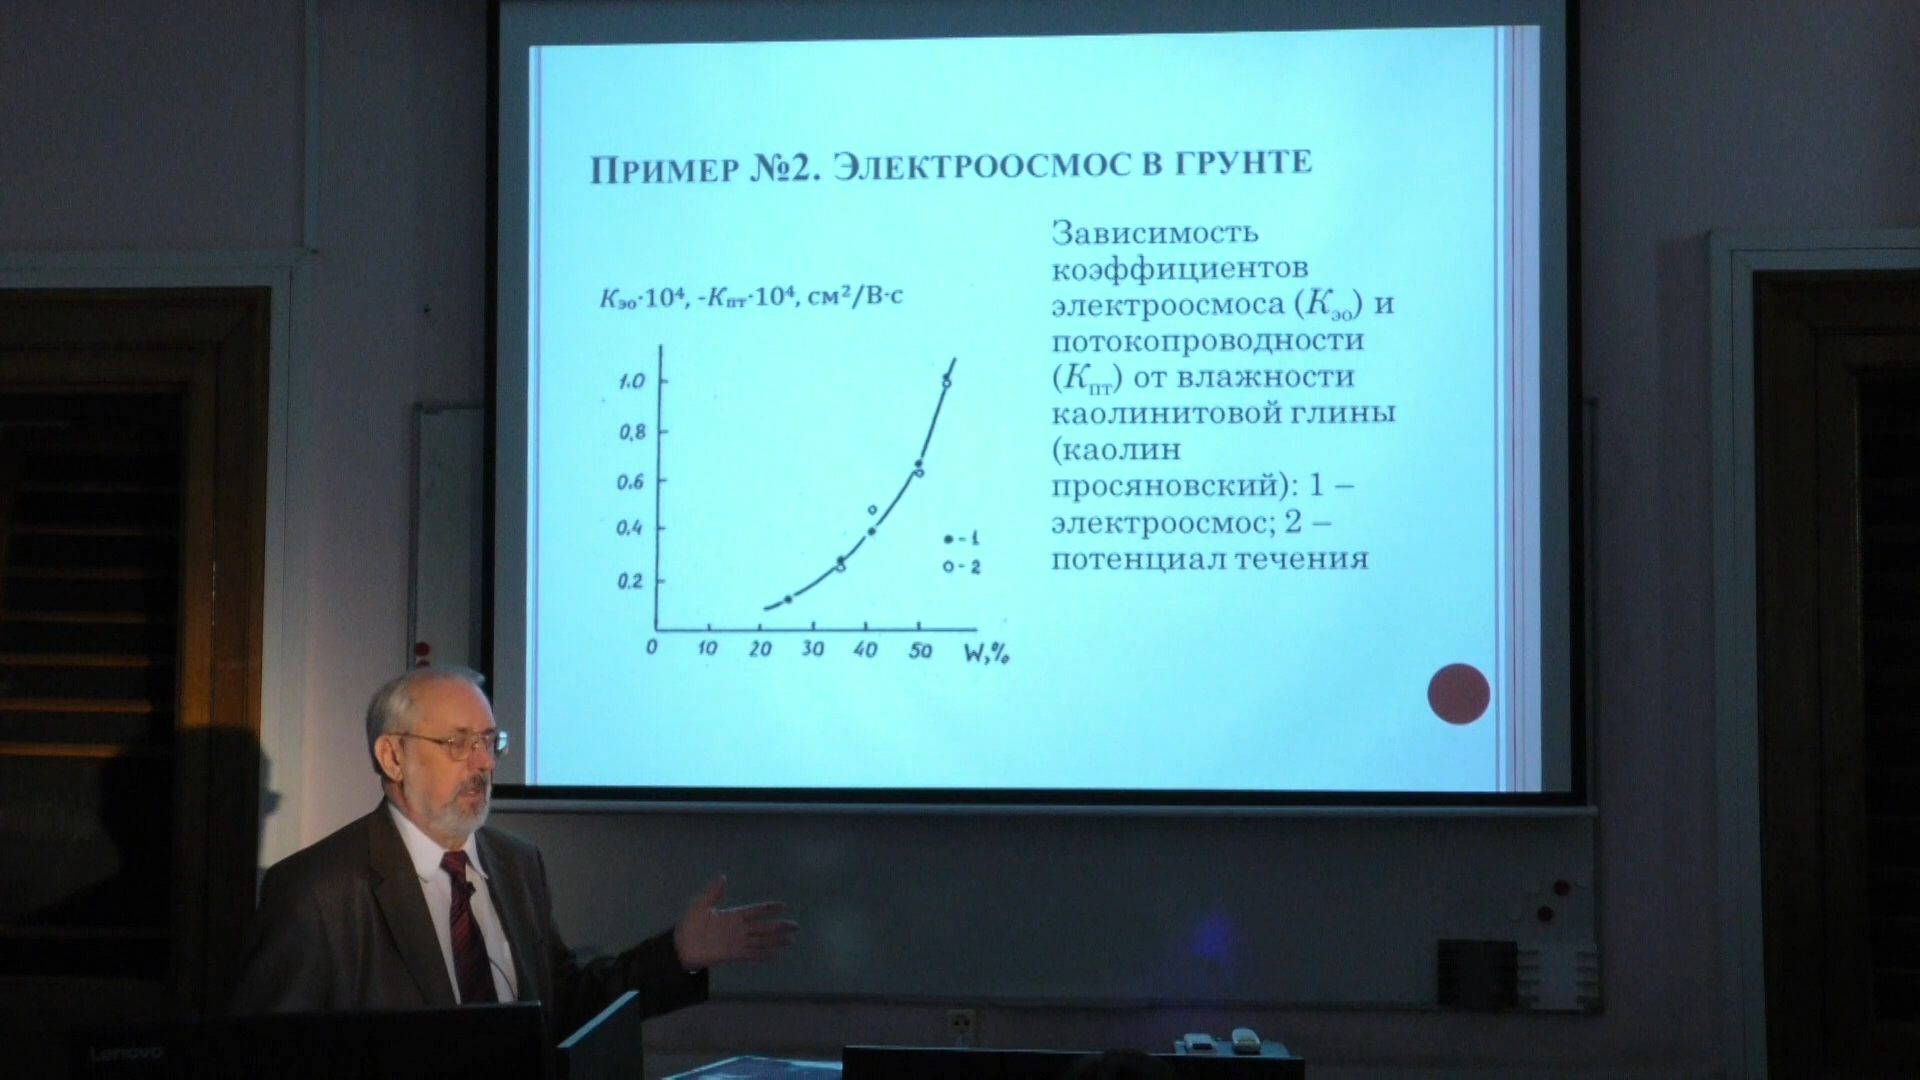 ПРИМЕР №2. ЭЛЕКТРООСМОС В ГРУНТЕ
Kэо·10⁴, -Kпт·10⁴, см²/В·с
1.0
0,8
0.6
0.4
0.2
0 10 20 30 40 50 W,%
•-1
о-2
Зависимость
коэффициентов
электроосмоса (Kэо) и
потокопроводности
(Kпт) от влажности
каолинитовой глины
(каолин
просяновский): 1 –
электроосмос; 2 –
потенциал течения
Lenovo